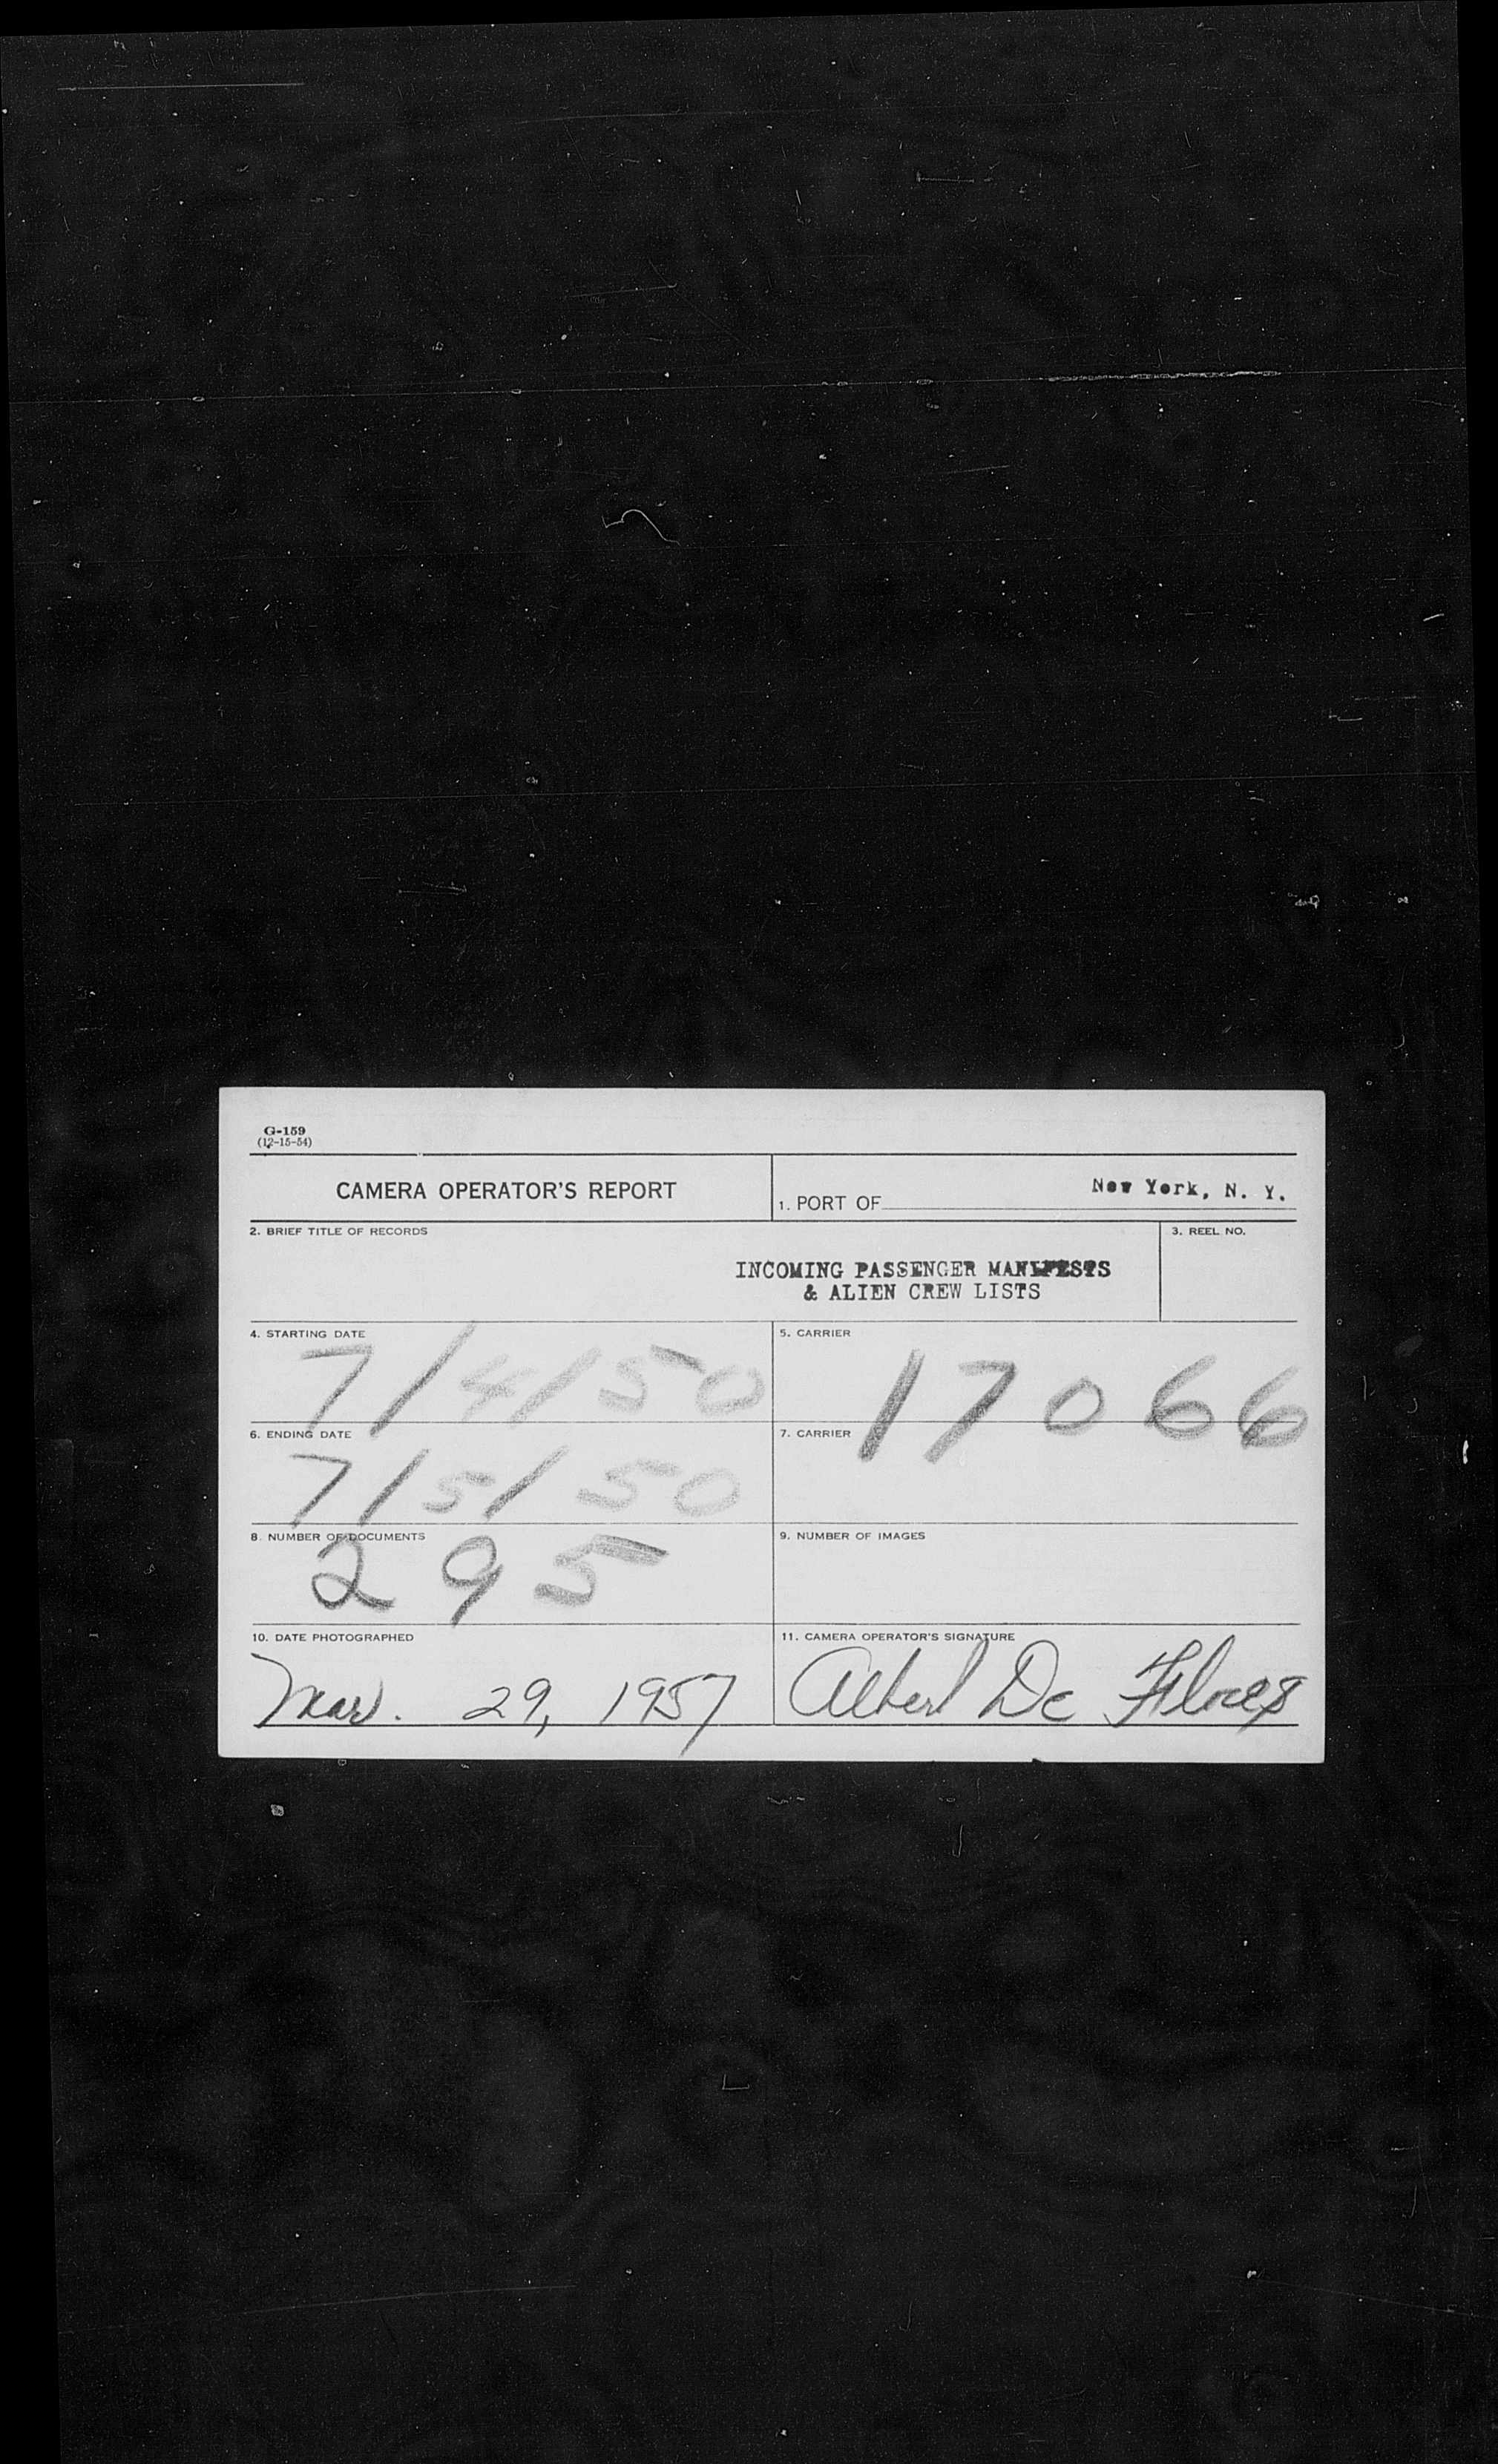 G-159
(12-15-54)
CAMERA OPERATOR'S REPORT
1. PORT OF New York, N. Y.
2. BRIEF TITLE OF RECORDS
3. REEL NO.
INCOMING PASSENGER MANIFESTS
& ALIEN CREW LISTS
4. STARTING DATE
7/4/50
5. CARRIER
17066
6. ENDING DATE
7/5/50
7. CARRIER
8. NUMBER OF DOCUMENTS
295
9. NUMBER OF IMAGES
10. DATE PHOTOGRAPHED
Mar. 29, 1957
11. CAMERA OPERATOR'S SIGNATURE
Albert De